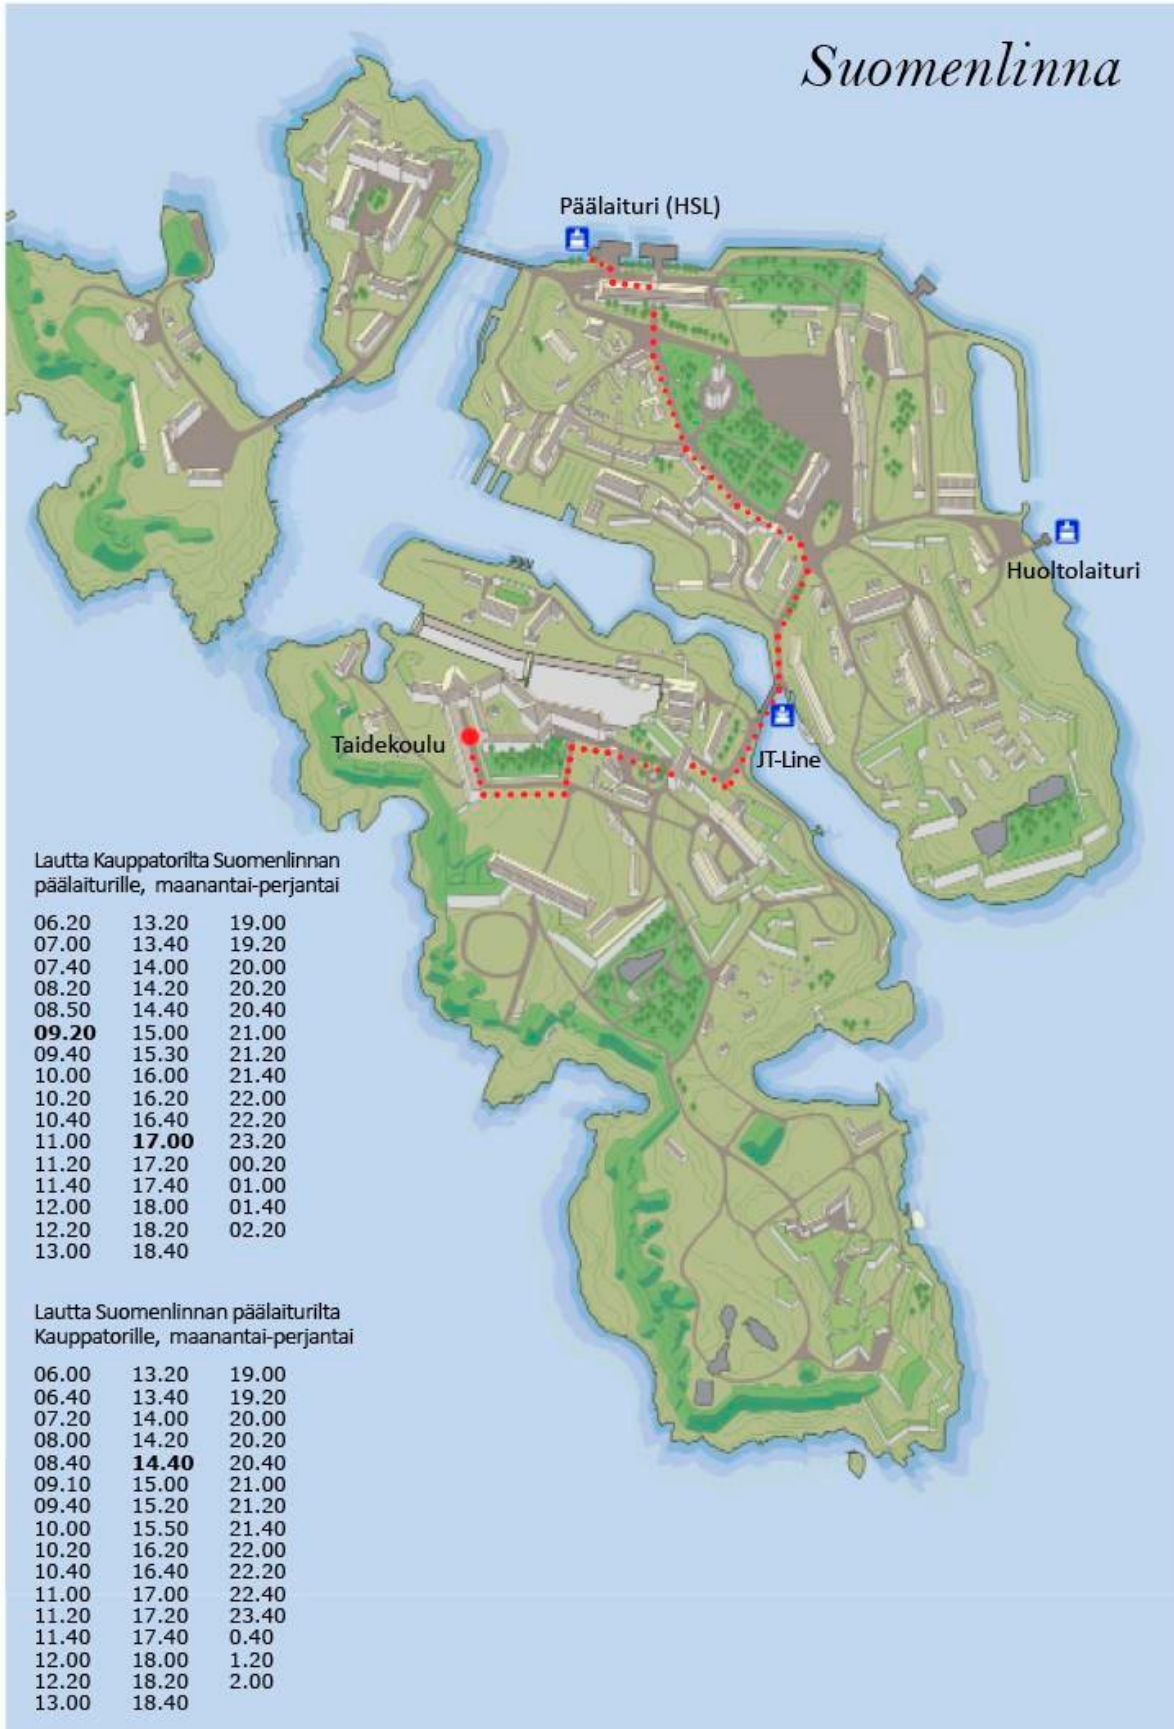 Suomenlinna
Päälaituri (HSL)
Huoltolaituri
Taidekoulu
JT-Line
Lautta Kauppatorilta Suomenlinnan
päälaiturille, maanantai-perjantai
06.20 13.20 19.00
07.00 13.40 19.20
07.40 14.00 20.00
08.20 14.20 20.20
08.50 14.40 20.40
09.20 15.00 21.00
09.40 15.30 21.20
10.00 16.00 21.40
10.20 16.20 22.00
10.40 16.40 22.20
11.00 17.00 23.20
11.20 17.20 00.20
11.40 17.40 01.00
12.00 18.00 01.40
12.20 18.20 02.20
13.00 18.40
Lautta Suomenlinnan päälaiturilta
Kauppatorille, maanantai-perjantai
06.00 13.20 19.00
06.40 13.40 19.20
07.20 14.00 20.00
08.00 14.20 20.20
08.40 14.40 20.40
09.10 15.00 21.00
09.40 15.20 21.20
10.00 15.50 21.40
10.20 16.20 22.00
10.40 16.40 22.20
11.00 17.00 22.40
11.20 17.20 23.40
11.40 17.40 0.40
12.00 18.00 1.20
12.20 18.20 2.00
13.00 18.40